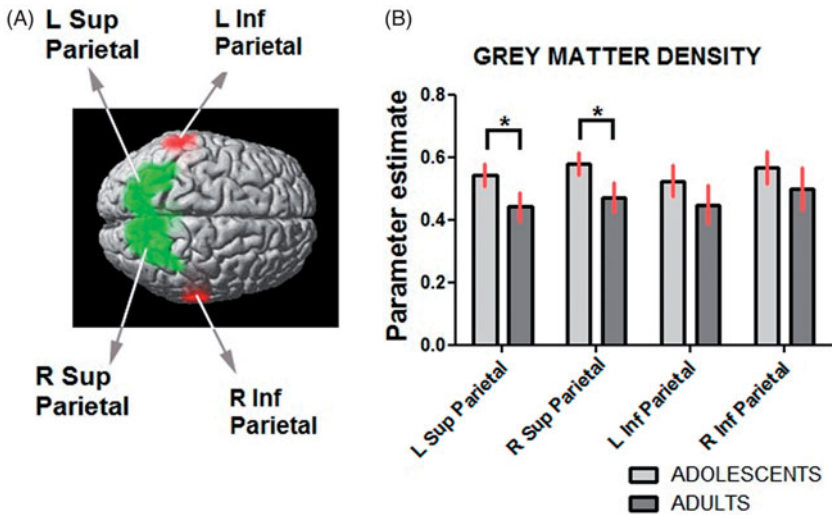 (A)
L Sup
Parietal
L Inf
Parietal
R Sup
Parietal
R Inf
Parietal
(B)
GREY MATTER DENSITY
Parameter estimate
0.8
0.6
0.4
0.2
0.0
*
*
L Sup Parietal
R Sup Parietal
L Inf Parietal
R Inf Parietal
ADOLESCENTS
ADULTS